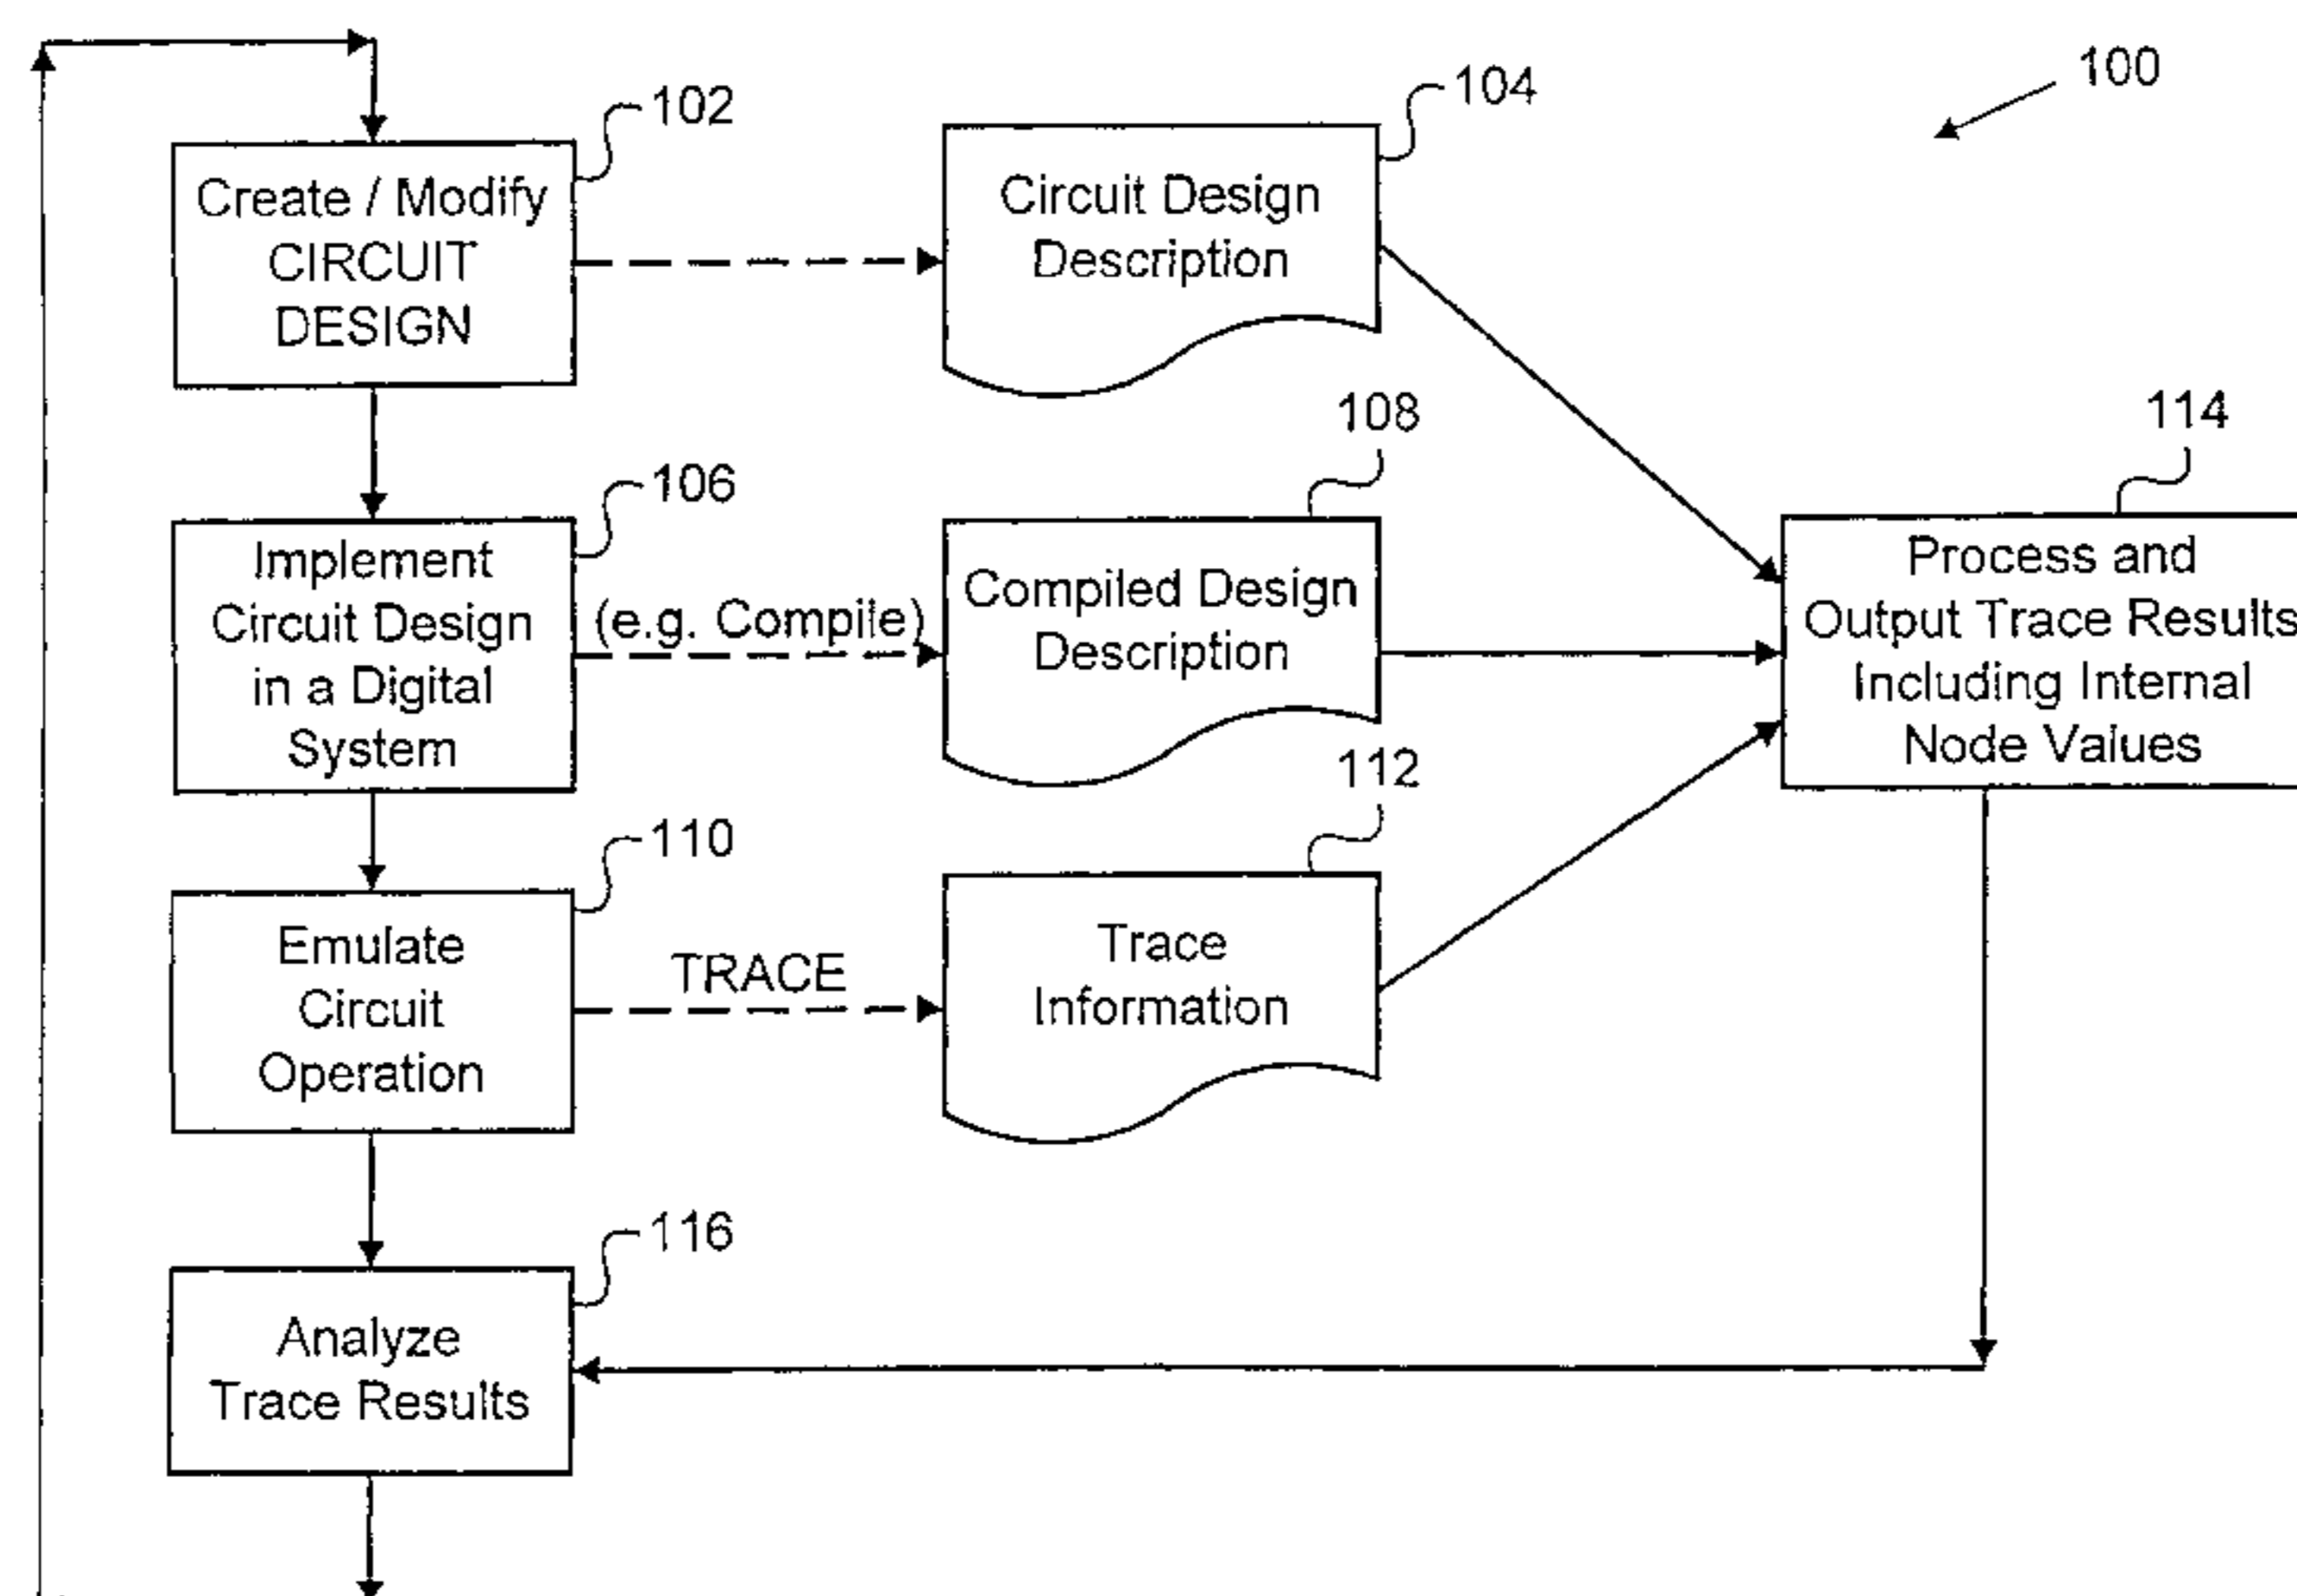 100
102
Create / Modify
CIRCUIT
DESIGN
104
Circuit Design
Description
106
Implement
Circuit Design
in a Digital
System
(e.g. Compile)
108
Compiled Design
Description
114
Process and
Output Trace Results
Including Internal
Node Values
110
Emulate
Circuit
Operation
TRACE
112
Trace
Information
116
Analyze
Trace Results